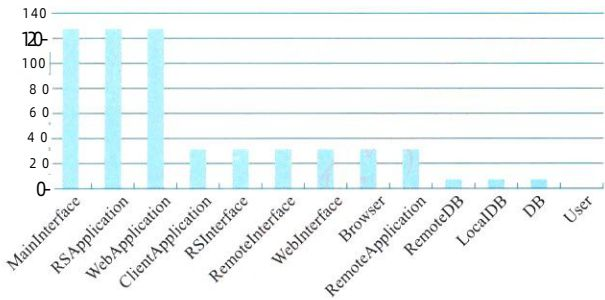 140
120-
100
80
60
40
20
0-
MainInterface
RSApplication
WebApplication
ClientApplication
RSInterface
RemoteInterface
WebInterface
Browser
RemoteApplication
RemoteDB
LocalDB
DB
User